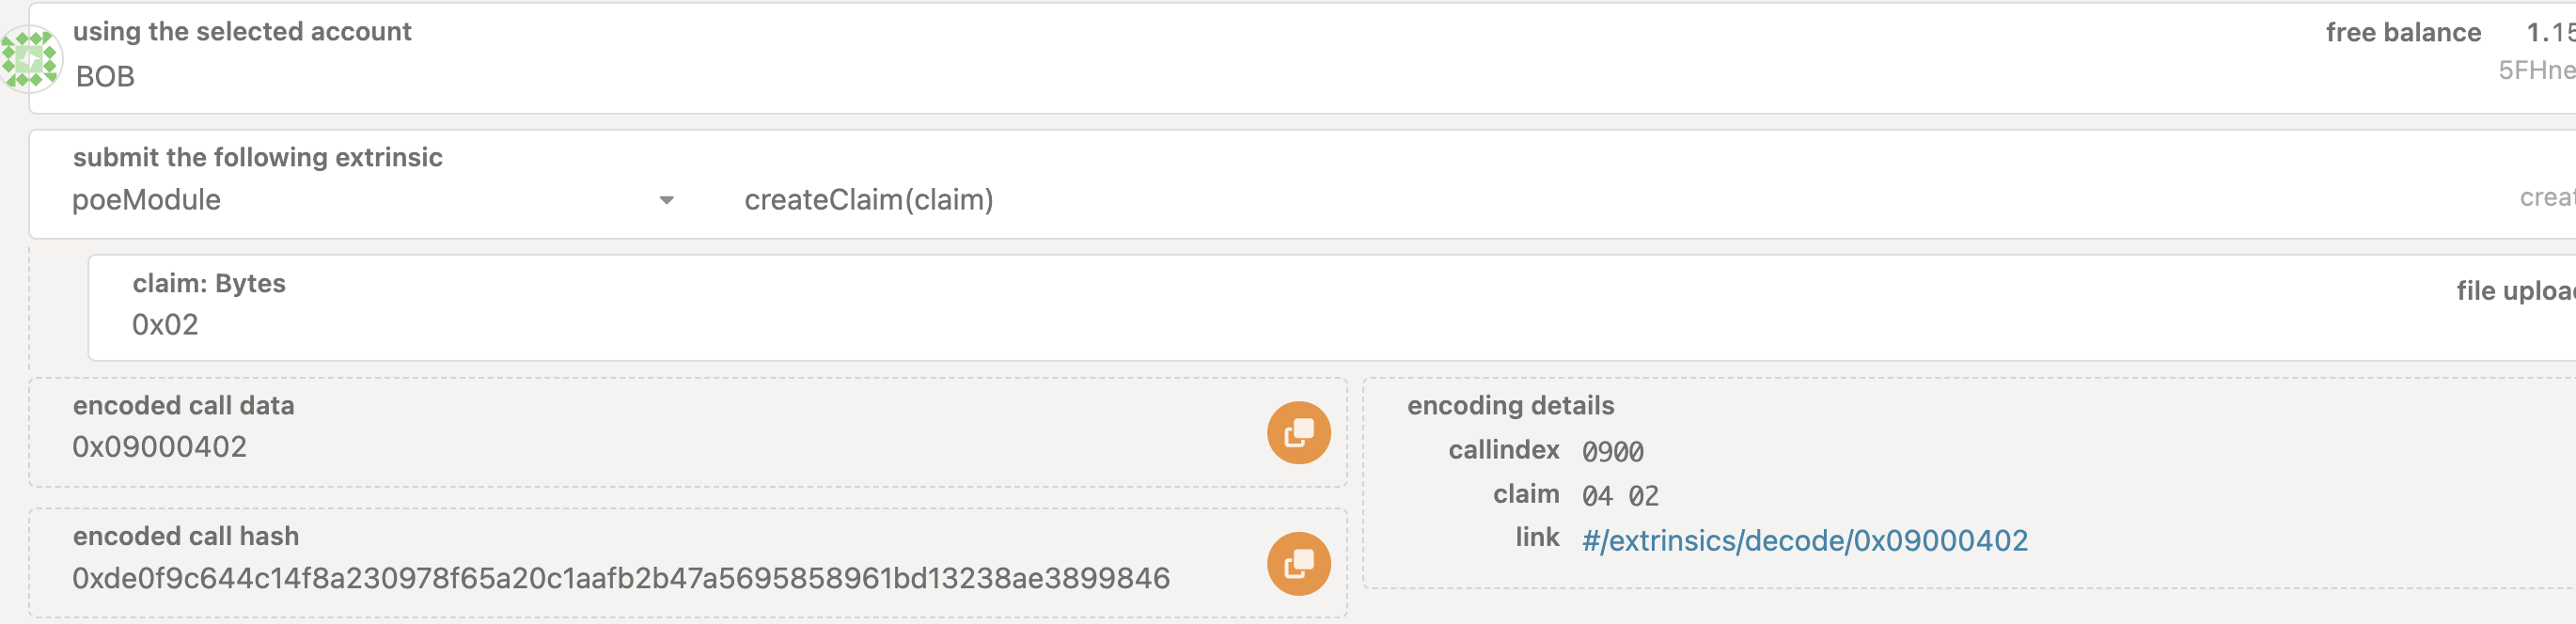 using the selected account
free balance 1.15
BOB
5FHne
submit the following extrinsic
poeModule
createClaim(claim)
creat
claim: Bytes
file upload
0x02
encoded call data
0x09000402
encoding details
callindex 0900
claim 04 02
link #/extrinsics/decode/0x09000402
encoded call hash
0xde0f9c644c14f8a230978f65a20c1aafb2b47a5695858961bd13238ae3899846